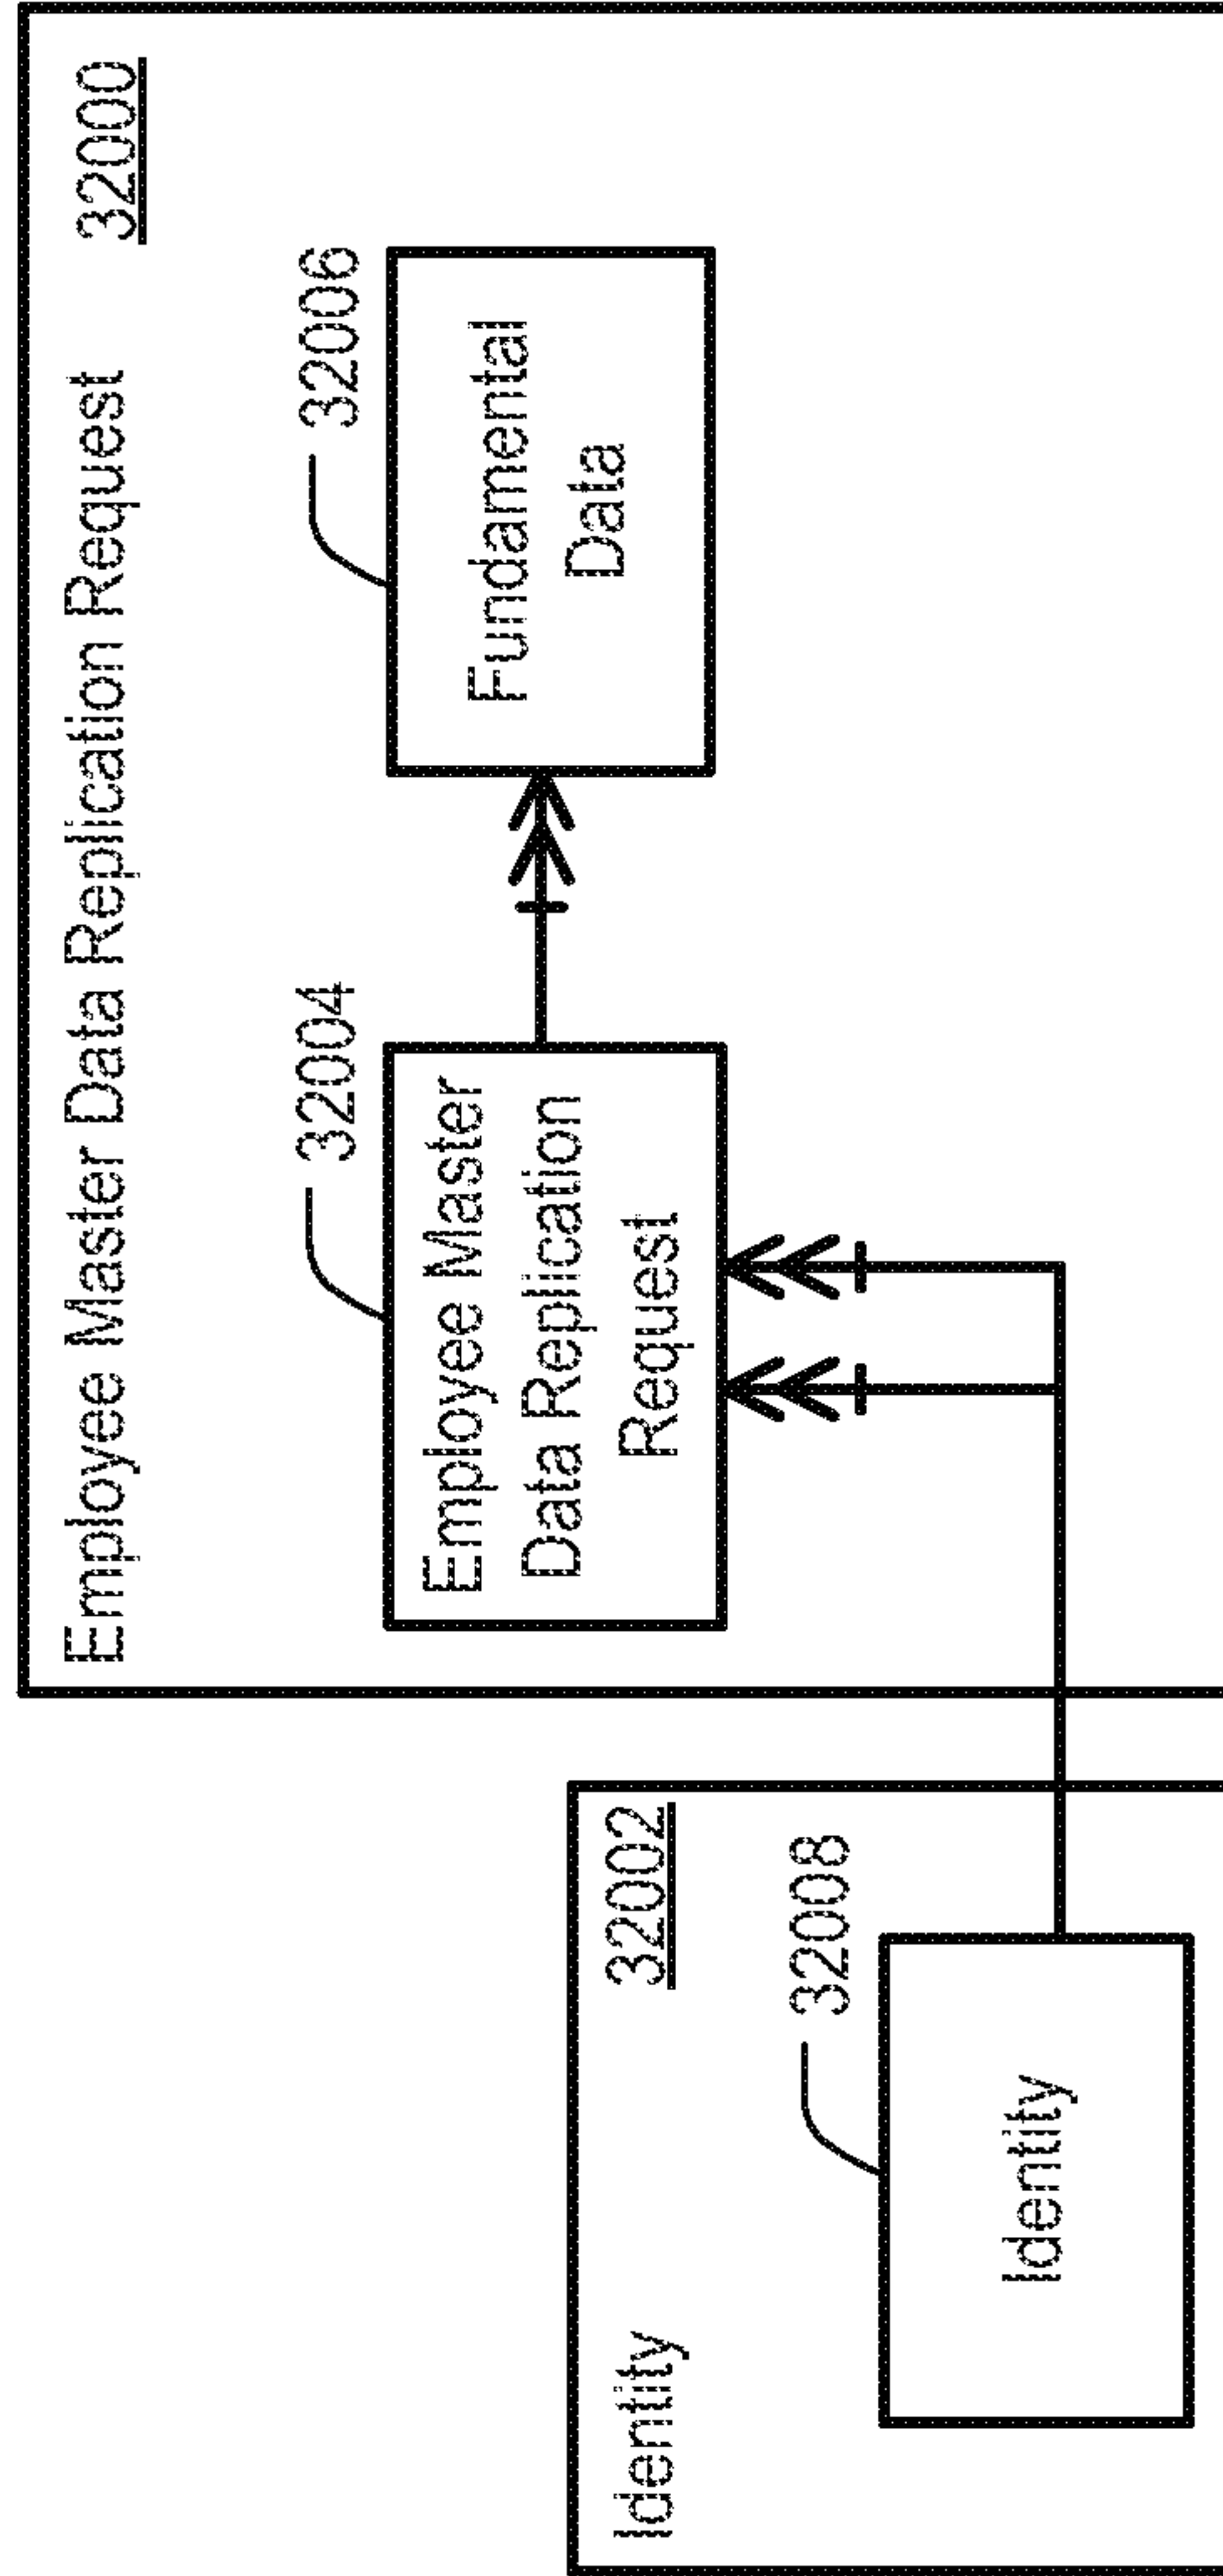 Employee Master Data Replication Request 32000
32004
32006
Employee Master
Data Replication
Request
Fundamental
Data
Identity
32002
32008
Identity